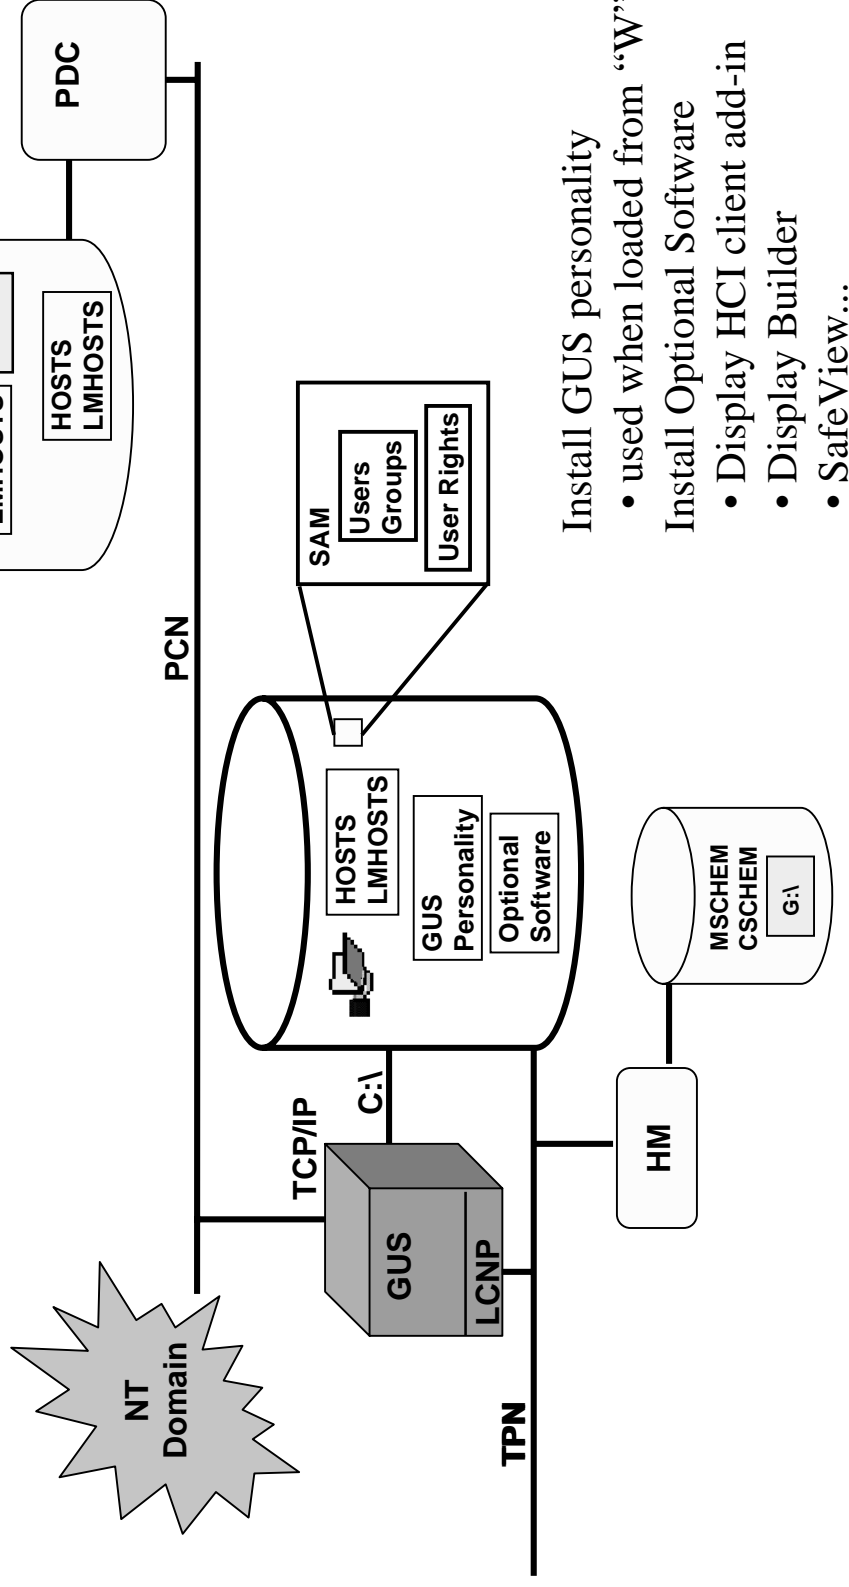 NT
Domain
PCN
PDC
HOSTS
LMHOSTS
TCP/IP
C:\
GUS
LCNP
TPN
HOSTS
LMHOSTS
GUS
Personality
Optional
Software
SAM
Users
Groups
User Rights
HM
MSCHEM
CSCHEM
G:\
Install GUS personality
• used when loaded from “W”
Install Optional Software
• Display HCI client add-in
• Display Builder
• SafeView...